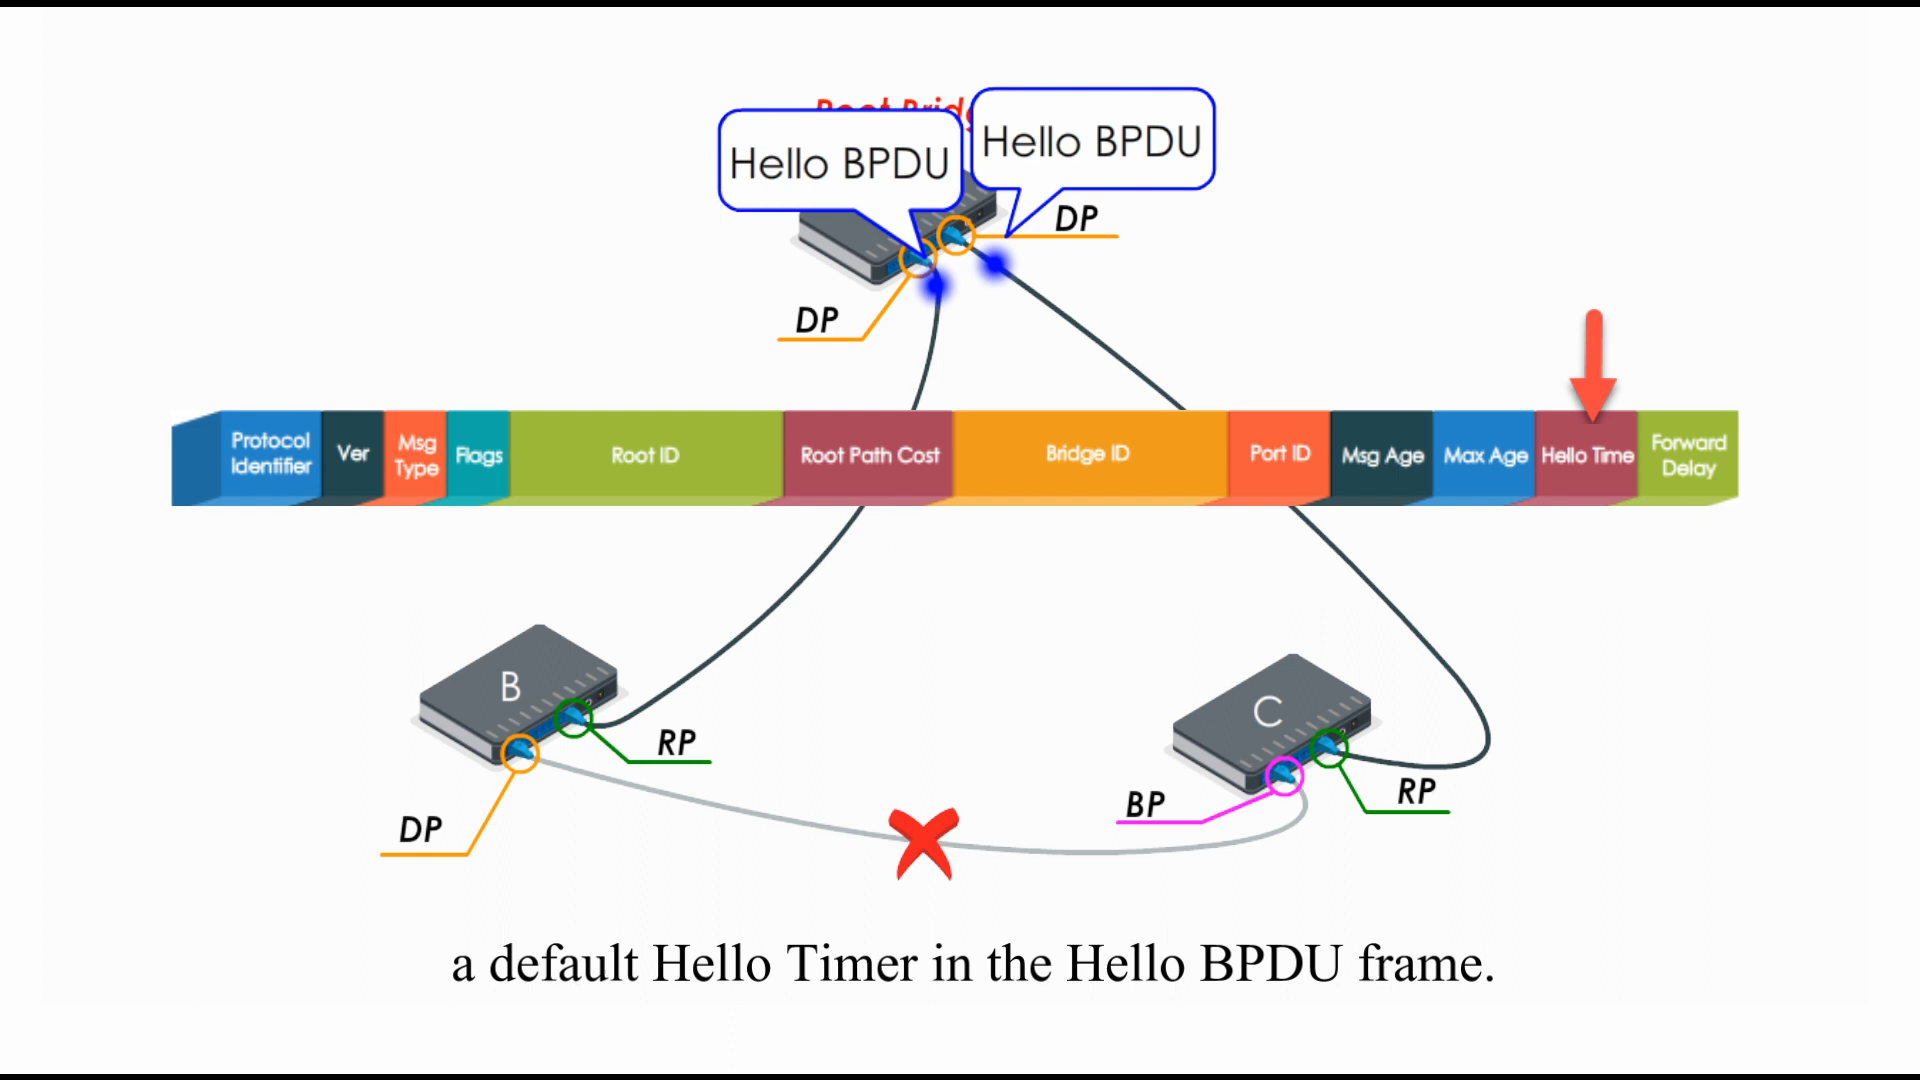 Hello BPDU
Hello BPDU
DP
DP
Protocol
Identifier
Ver
Msg
Type
Flags
Root ID
Root Path Cost
Bridge ID
Port ID
Msg Age
Max Age
Hello Time
Forward
Delay
B
RP
DP
C
BP
RP
a default Hello Timer in the Hello BPDU frame.